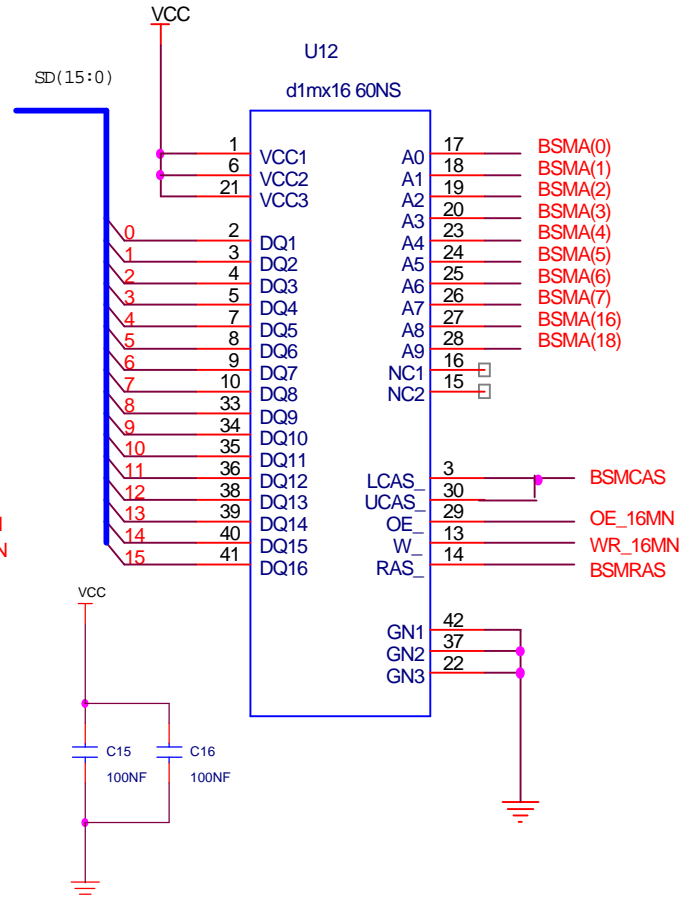 VCC
U12
SD(15:0)
d1mx16 60NS
1 VCC1 A0 17 BSMA(0)
6 VCC2 A1 18 BSMA(1)
21 VCC3 A2 19 BSMA(2)
A3 20 BSMA(3)
0 2 DQ1 A4 23 BSMA(4)
1 3 DQ2 A5 24 BSMA(5)
2 4 DQ3 A6 25 BSMA(6)
3 5 DQ4 A7 26 BSMA(7)
4 7 DQ5 A8 27 BSMA(16)
5 8 DQ6 A9 28 BSMA(18)
6 9 DQ7 NC1 16
7 10 DQ8 NC2 15
8 33 DQ9
9 34 DQ10
10 35 DQ11
11 36 DQ12 LCAS_ 3 BSMCAS
12 38 DQ13 UCAS_ 30
13 39 DQ14 OE_ 29 OE_16MN
14 40 DQ15 W_ 13 WR_16MN
15 41 DQ16 RAS_ 14 BSMRAS
N
VCC
GN1 42
GN2 37
GN3 22
C15 C16
100NF 100NF